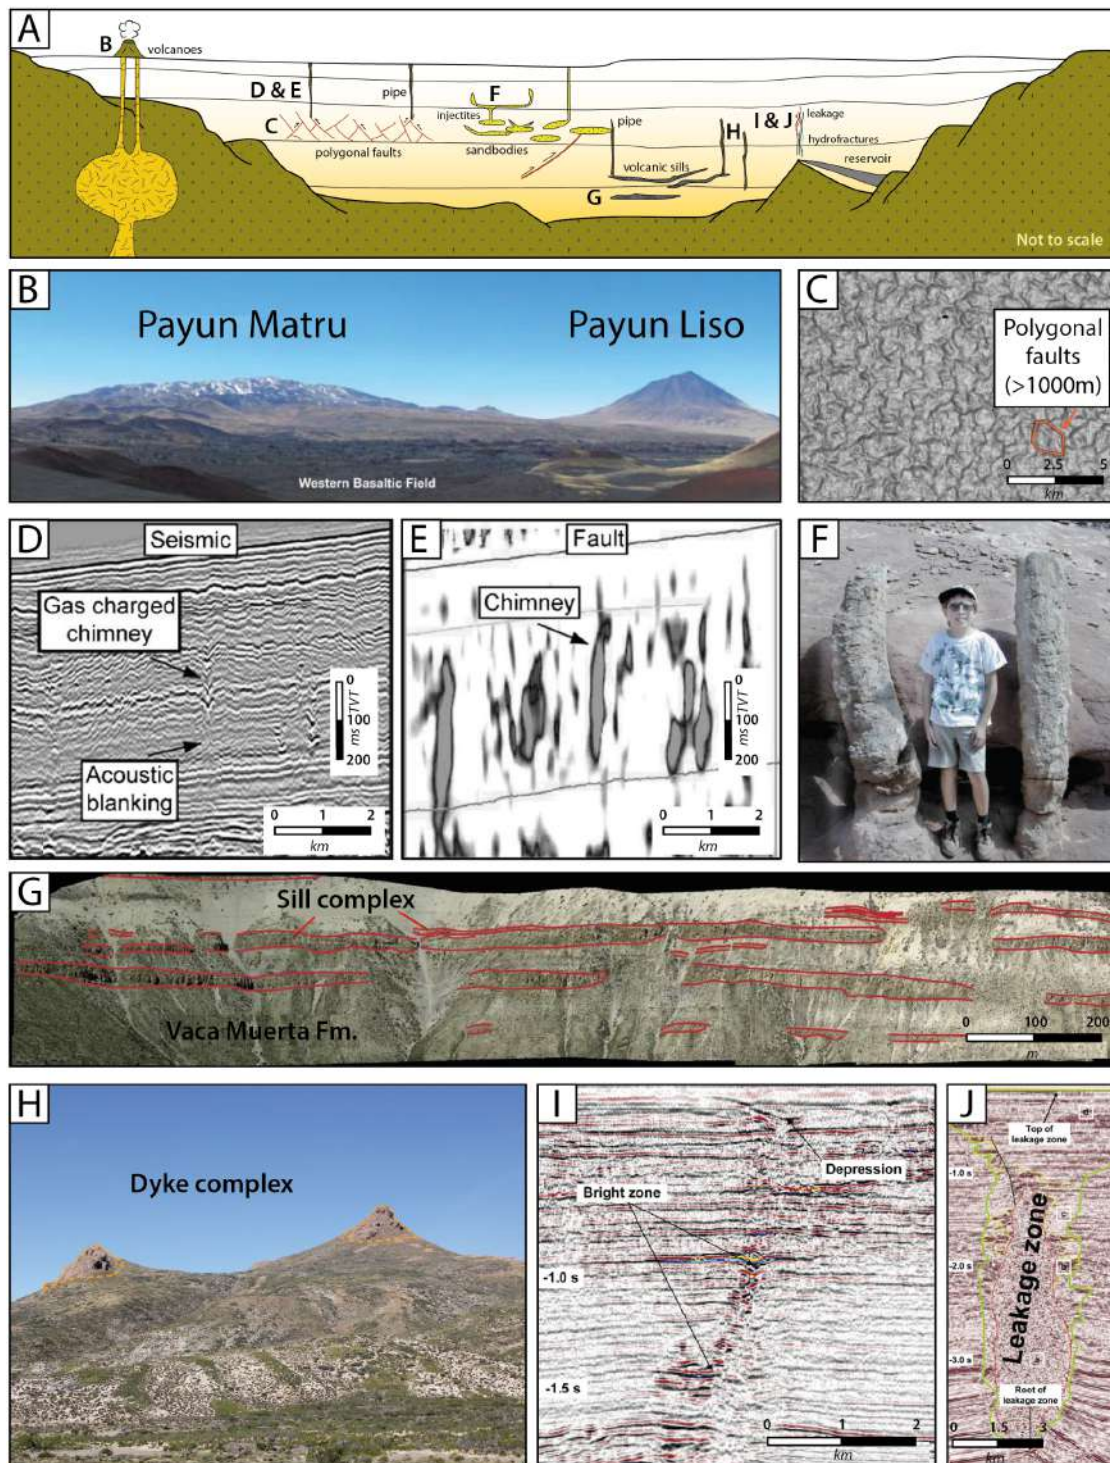 A
B
volcanoes
D & E
pipe
F
injectites
C
polygonal faults
sandbodies
pipe
H
I & J
leakage
hydrofractures
reservoir
volcanic sills
G
Not to scale
B
Payun Matru
Payun Liso
Western Basaltic Field
C
Polygonal
faults
(>1000m)
0 2.5 5
km
D
Seismic
Gas charged
chimney
Acoustic
blanking
0
100
200
ms TVT
0 1 2
km
E
Fault
Chimney
0
100
200
ms TVT
0 1 2
km
F
G
Sill complex
Vaca Muerta Fm.
0 100 200
m
H
Dyke complex
I
Depression
Bright zone
-1.0 s
-1.5 s
0 1 2
km
J
Top of
leakage zone
d
-1.0 s
c
-2.0 s
Leakage zone
-3.0 s
Root of
leakage zone
0 1.5 3
km